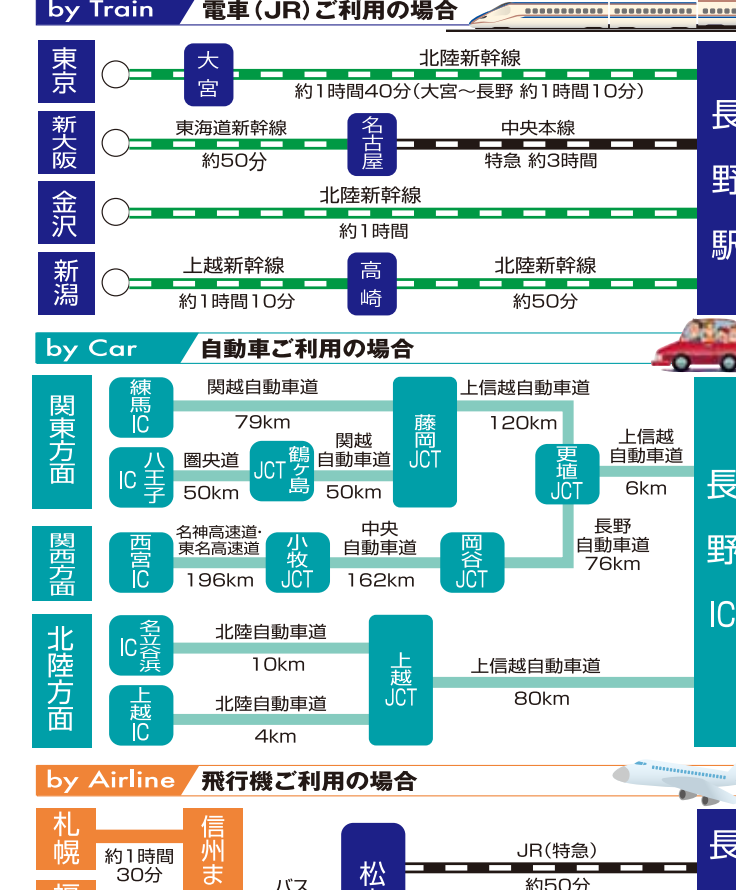 by Train 電車（JR）ご利用の場合
東京
大宮
北陸新幹線
約1時間40分（大宮～長野 約1時間10分）
新大阪
東海道新幹線
約50分
名古屋
中央本線
特急 約3時間
金沢
北陸新幹線
約1時間
新潟
上越新幹線
約1時間10分
高崎
北陸新幹線
約50分
長野駅
by Car 自動車ご利用の場合
関東方面
練馬IC
関越自動車道
79km
八王子IC
圏央道
50km
鶴ヶ島JCT
関越
自動車道
50km
藤岡JCT
上信越自動車道
120km
更埴JCT
上信越
自動車道
6km
関西方面
西宮IC
名神高速道・
東名高速道
196km
小牧JCT
中央
自動車道
162km
岡谷JCT
長野
自動車道
76km
北陸方面
名立谷浜IC
北陸自動車道
10km
上越IC
北陸自動車道
4km
上越JCT
上信越自動車道
80km
長野IC
by Airline 飛行機ご利用の場合
札幌
約1時間
30分
信州ま
バス
松
JR（特急）
約50分
長